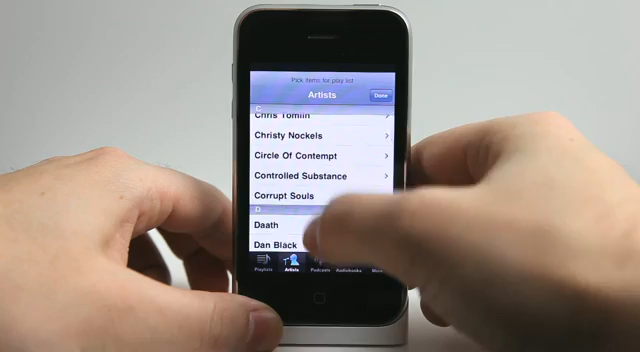 Pick items for play list
Artists
Done
C
Chris Tomlin
Christy Nockels
Circle Of Contempt
Controlled Substance
Corrupt Souls
D
Daath
Dan Black
Playlists
Artists
Podcasts
Audiobooks
More